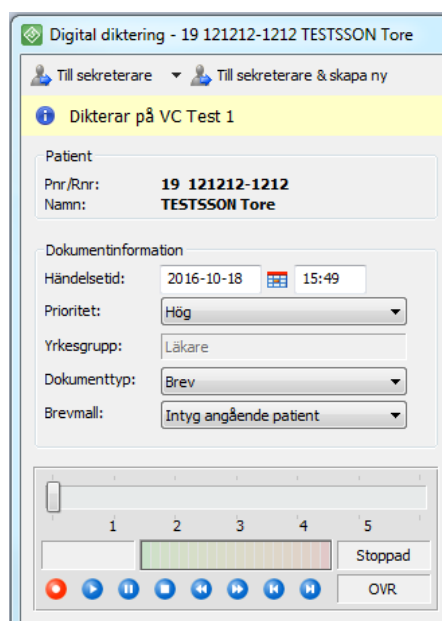 Digital diktering - 19 121212-1212 TESTSSON Tore
Till sekreterare Till sekreterare & skapa ny
Dikterar på VC Test 1
Patient
Pnr/Rnr: 19 121212-1212
Namn: TESTSSON Tore
Dokumentinformation
Händelsetid: 2016-10-18 15:49
Prioritet: Hög
Yrkesgrupp: Läkare
Dokumenttyp: Brev
Brevmall: Intyg angående patient
1 2 3 4 5
Stoppad
OVR